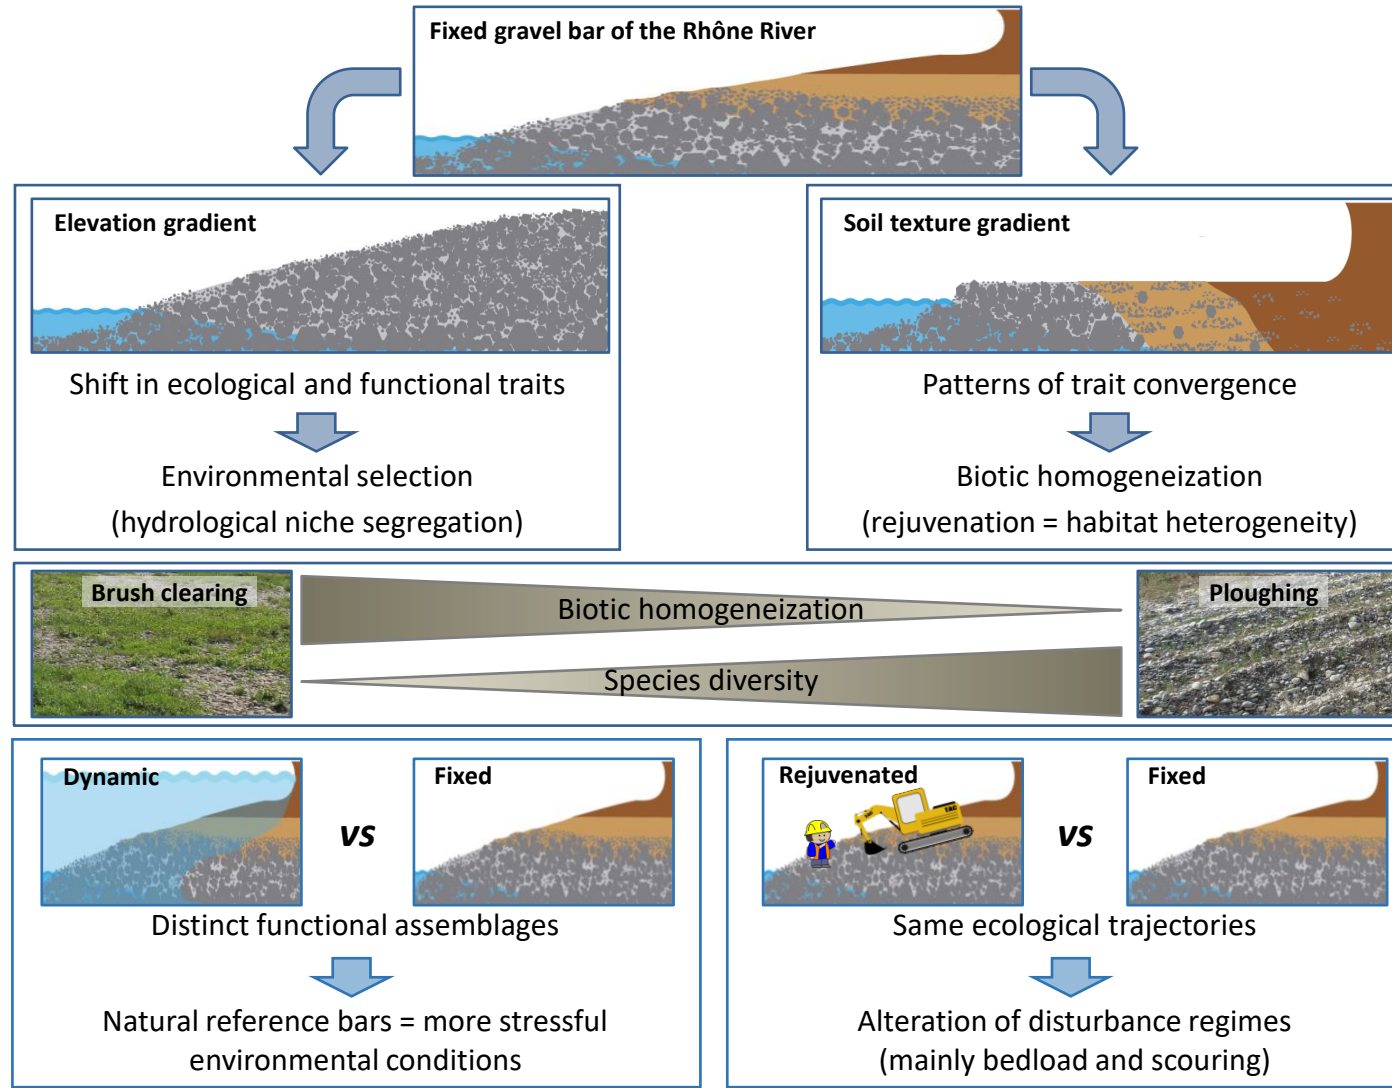 Fixed gravel bar of the Rhône River
Elevation gradient
Shift in ecological and functional traits
Environmental selection
(hydrological niche segregation)
Soil texture gradient
Patterns of trait convergence
Biotic homogeneization
(rejuvenation = habitat heterogeneity)
Brush clearing
Biotic homogeneization
Species diversity
Ploughing
Dynamic
vs
Fixed
Distinct functional assemblages
Natural reference bars = more stressful
environmental conditions
Rejuvenated
vs
Fixed
Same ecological trajectories
Alteration of disturbance regimes
(mainly bedload and scouring)